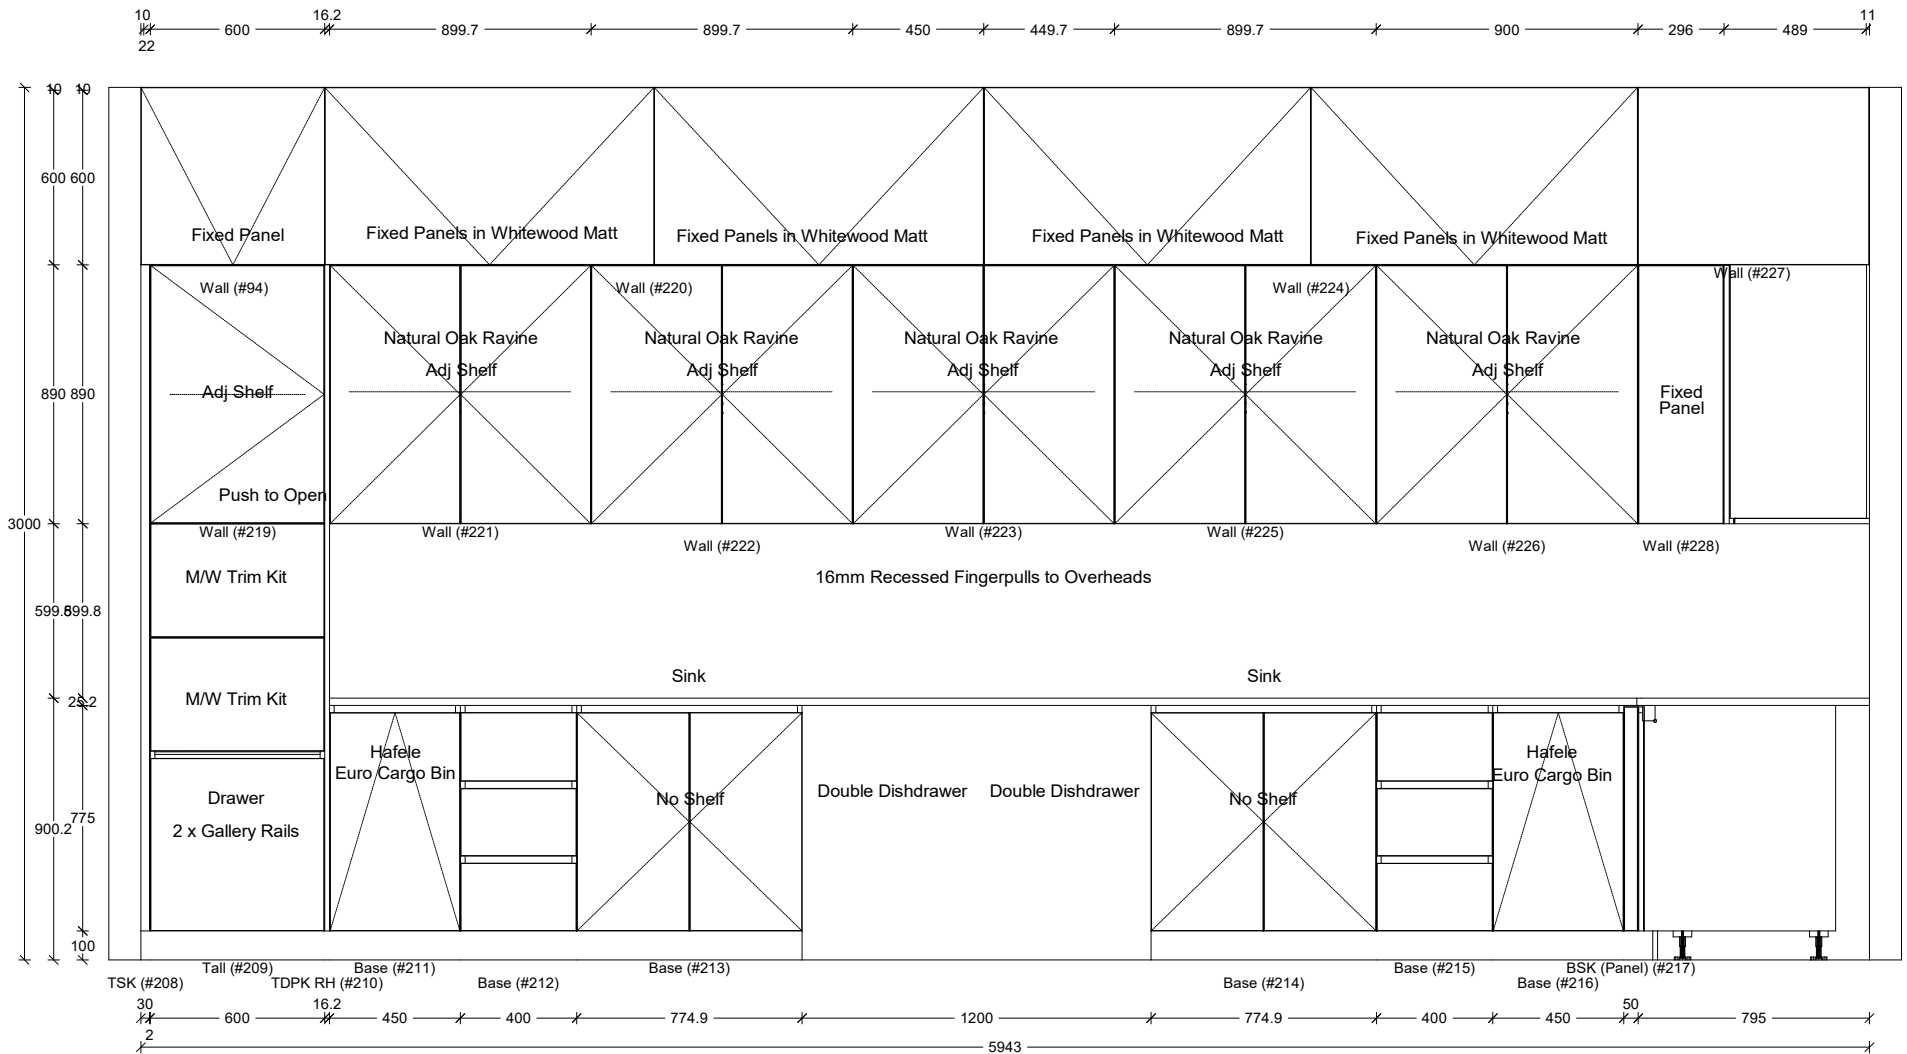 10 16.2 11
600 899.7 899.7 450 449.7 899.7 900 296 489
22
10 10
600 600
Fixed Panel Fixed Panels in Whitewood Matt Fixed Panels in Whitewood Matt Fixed Panels in Whitewood Matt Fixed Panels in Whitewood Matt
Wall (#227)
Wall (#94) Wall (#220) Wall (#224)
Natural Oak Ravine Natural Oak Ravine Natural Oak Ravine Natural Oak Ravine Natural Oak Ravine
Adj Shelf Adj Shelf Adj Shelf Adj Shelf Adj Shelf
890 890 Adj Shelf Fixed
Panel
Push to Open
3000
Wall (#219) Wall (#221) Wall (#223) Wall (#225)
Wall (#222) Wall (#226) Wall (#228)
M/W Trim Kit 16mm Recessed Fingerpulls to Overheads
599.8 599.8
Sink Sink
25.2 M/W Trim Kit
Hafele Hafele
Euro Cargo Bin Euro Cargo Bin
Double Dishdrawer Double Dishdrawer
Drawer No Shelf No Shelf
775
900.2 2 x Gallery Rails
100
Tall (#209) Base (#211) Base (#213) Base (#215) BSK (Panel) (#217)
TSK (#208) TDPK RH (#210) Base (#212) Base (#214) Base (#216)
30 16.2 50
600 450 400 774.9 1200 774.9 400 450 795
2
5943